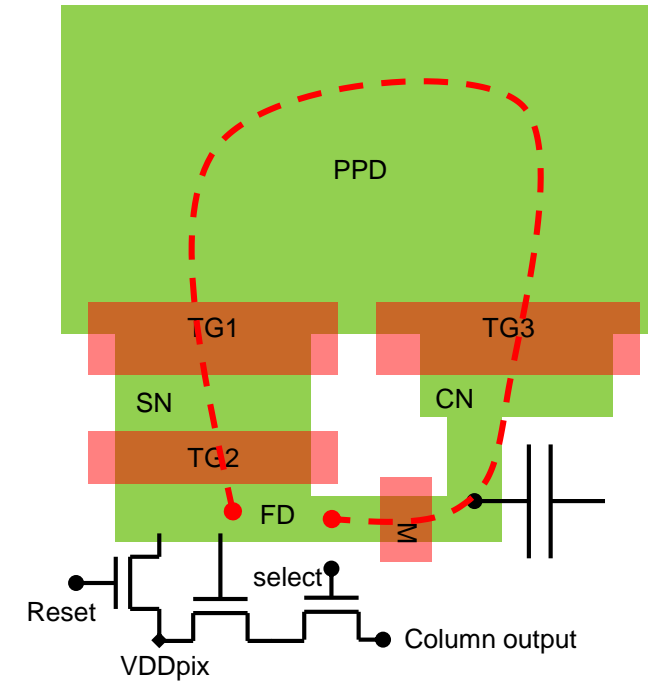 PPD
TG1
TG3
SN
CN
TG2
FD
M
select
Reset
Column output
VDDpix